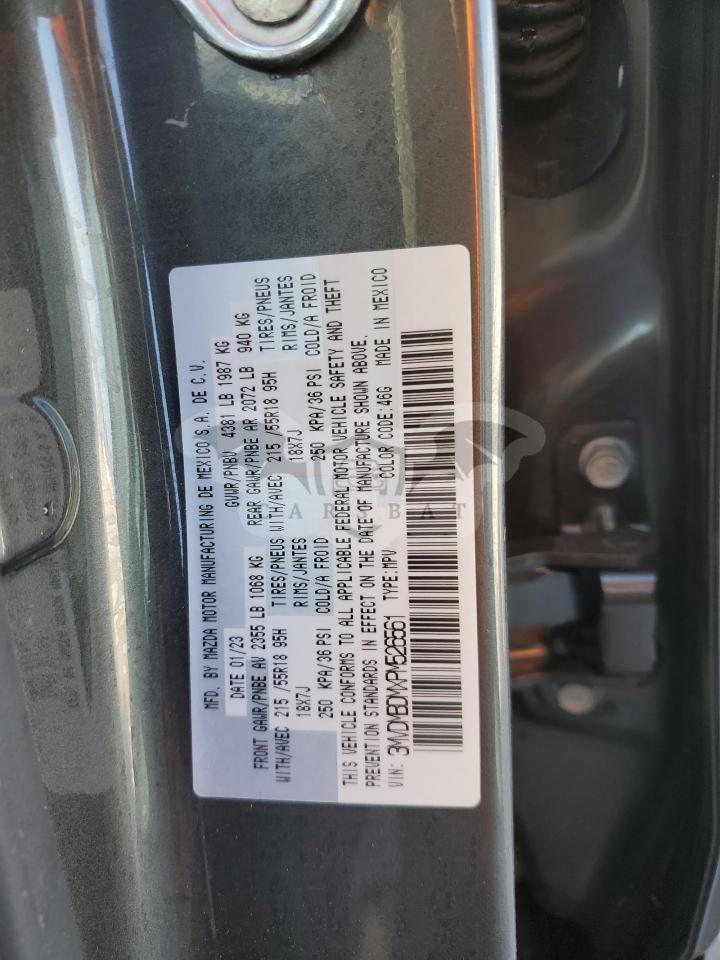 MFD. BY MAZDA MOTOR MANUFACTURING DE MEXICO S.A. DE C.V.
DATE 01/23 GVWR/PNBV 4381 LB 1987 KG
FRONT GAWR/PNBE AV 2355 LB 1068 KG REAR GAWR/PNBE AR 2072 LB 940 KG
WITH/AVEC 215 /55R18 95H TIRES/PNEUS WITH/AVEC 215 /55R18 95H TIRES/PNEUS
18X7J RIMS/JANTES 18X7J RIMS/JANTES
250 KPA/36 PSI COLD/A FROID 250 KPA/36 PSI COLD/A FROID
THIS VEHICLE CONFORMS TO ALL APPLICABLE FEDERAL MOTOR VEHICLE SAFETY AND THEFT
PREVENTION STANDARDS IN EFFECT ON THE DATE OF MANUFACTURE SHOWN ABOVE.
VIN: 3MVDMBDMXPM526561 TYPE:MPV COLOR CODE:46G MADE IN MEXICO
CARSBAT